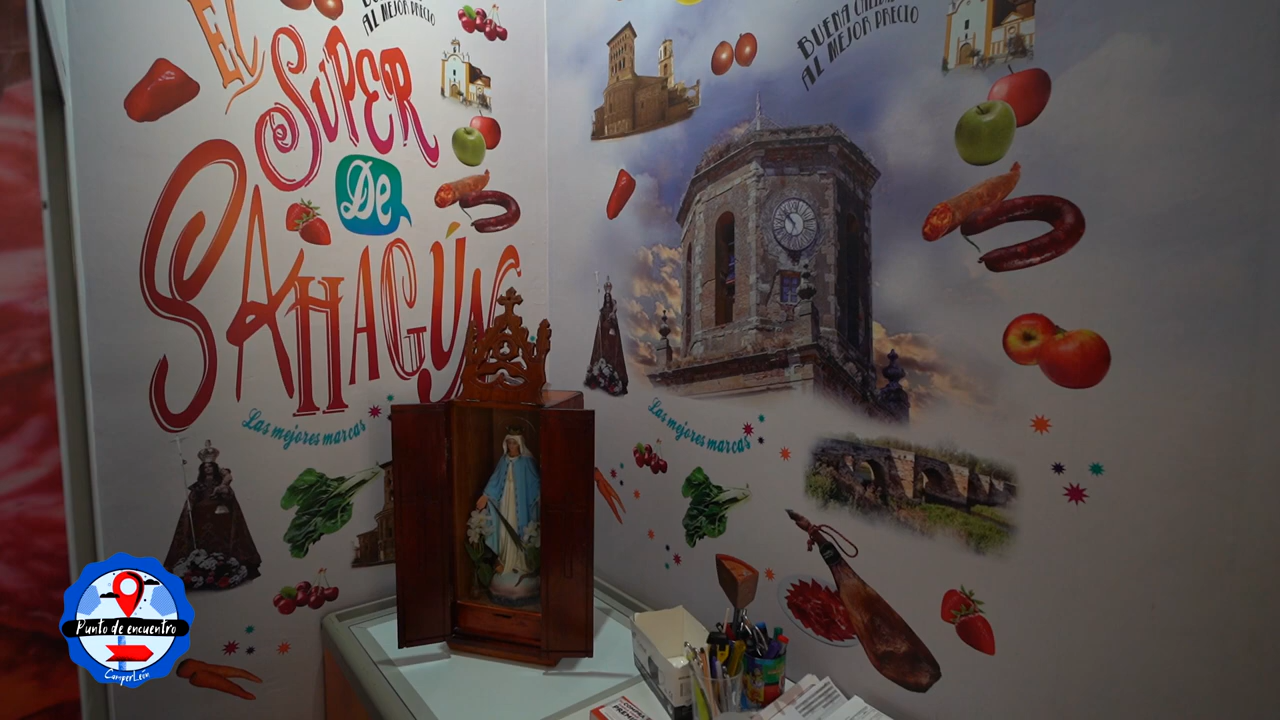 EL
SUPER
DE
SAHAGÚN
Las mejores marcas
AL MEJOR PRECIO
BUENA
AL MEJOR PRECIO
Las mejores marcas
Punto de encuentro
CamperLeón